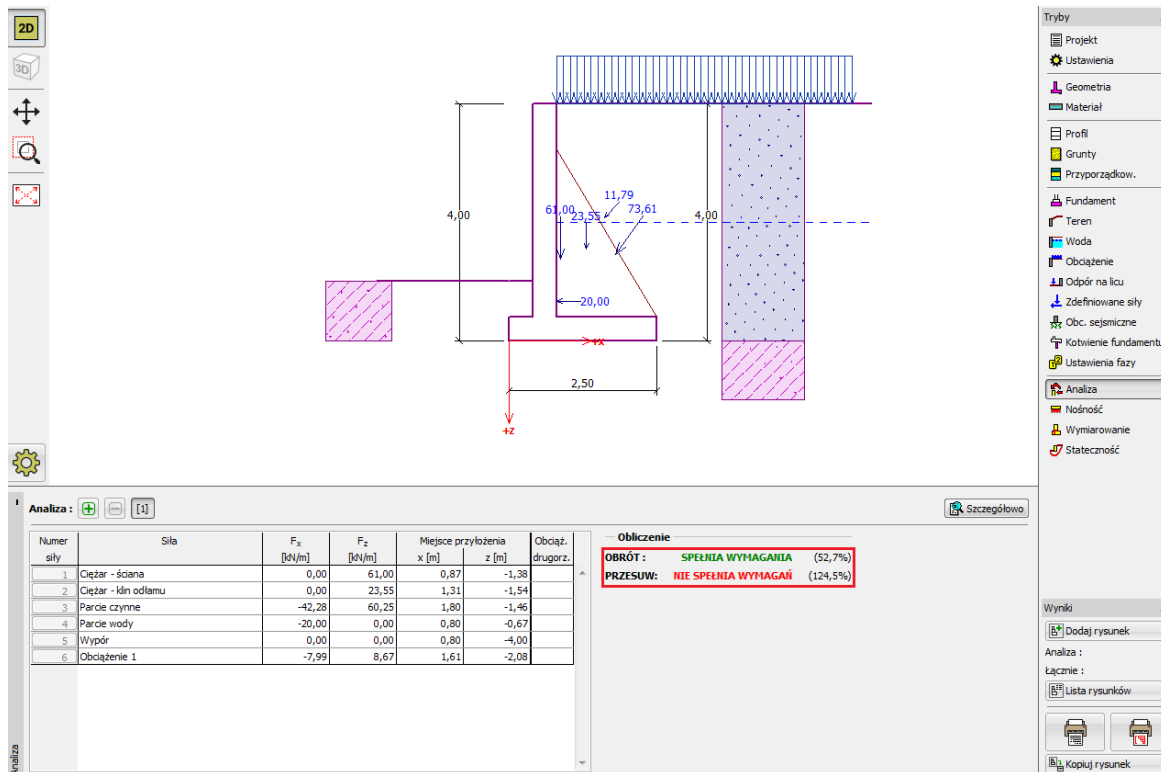 2D
3D
4,00
61,00
23,55
11,79
73,61
4,00
20,00
+x
2,50
+z
Tryby
Projekt
Ustawienia
Geometria
Materiał
Profil
Grunty
Przyporządkow.
Fundament
Teren
Woda
Obciążenie
Odpór na licu
Zdefiniowane siły
Obc. sejsmiczne
Kotwienie fundamentu
Ustawienia fazy
Analiza
Nośność
Wymiarowanie
Stateczność
Analiza : [1] Szczegółowo
Numer Siła Fx Fz Miejsce przyłożenia Obciąż.
siły [kN/m] [kN/m] x [m] z [m] drugorz.
1 Ciężar - ściana 0,00 61,00 0,87 -1,38
2 Ciężar - klin odłamu 0,00 23,55 1,31 -1,54
3 Parcie czynne -42,28 60,25 1,80 -1,46
4 Parcie wody -20,00 0,00 0,80 -0,67
5 Wypór 0,00 0,00 0,80 -4,00
6 Obciążenie 1 -7,99 8,67 1,61 -2,08
Obliczenie
OBRÓT : SPEŁNIA WYMAGANIA (52,7%)
PRZESUW: NIE SPEŁNIA WYMAGAŃ (124,5%)
Analiza
Wyniki
Dodaj rysunek
Analiza :
Łącznie :
Lista rysunków
Kopiuj rysunek